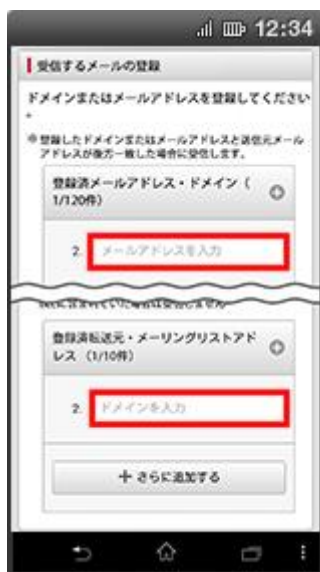 12:34
受信するメールの登録
ドメインまたはメールアドレスを登録してください
。
※登録したドメインまたはメールアドレスと送信元メール
アドレスが後方一致した場合に受信します。
登録済メールアドレス・ドメイン（
1/120件）
2. メールアドレスを入力
登録済転送元・メーリングリストアド
レス（1/10件）
2. ドメインを入力
＋さらに追加する